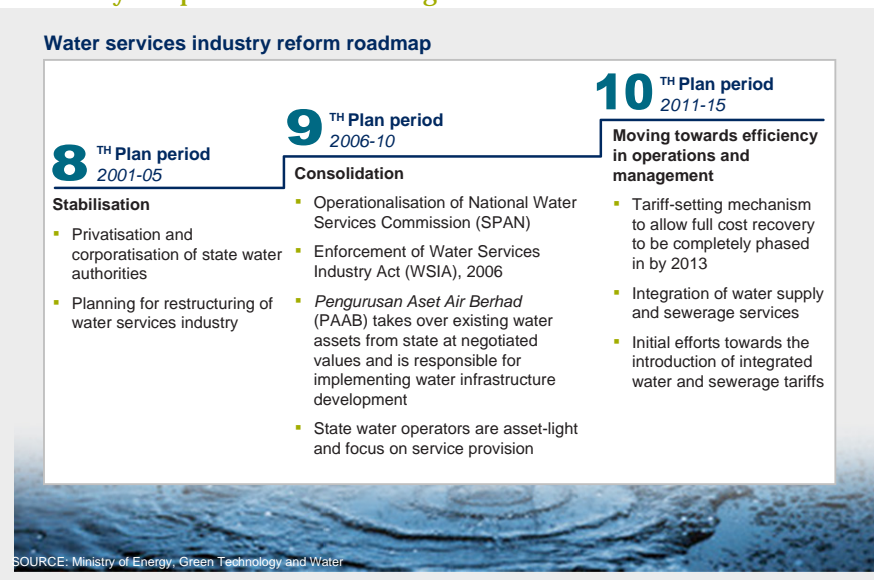 Water services industry reform roadmap
8 TH Plan period
2001-05
Stabilisation
▪ Privatisation and
corporatisation of state water
authorities
▪ Planning for restructuring of
water services industry
9 TH Plan period
2006-10
Consolidation
▪ Operationalisation of National Water
Services Commission (SPAN)
▪ Enforcement of Water Services
Industry Act (WSIA), 2006
▪ Pengurusan Aset Air Berhad
(PAAB) takes over existing water
assets from state at negotiated
values and is responsible for
implementing water infrastructure
development
▪ State water operators are asset-light
and focus on service provision
10 TH Plan period
2011-15
Moving towards efficiency
in operations and
management
▪ Tariff-setting mechanism
to allow full cost recovery
to be completely phased
in by 2013
▪ Integration of water supply
and sewerage services
▪ Initial efforts towards the
introduction of integrated
water and sewerage tariffs
SOURCE: Ministry of Energy, Green Technology and Water